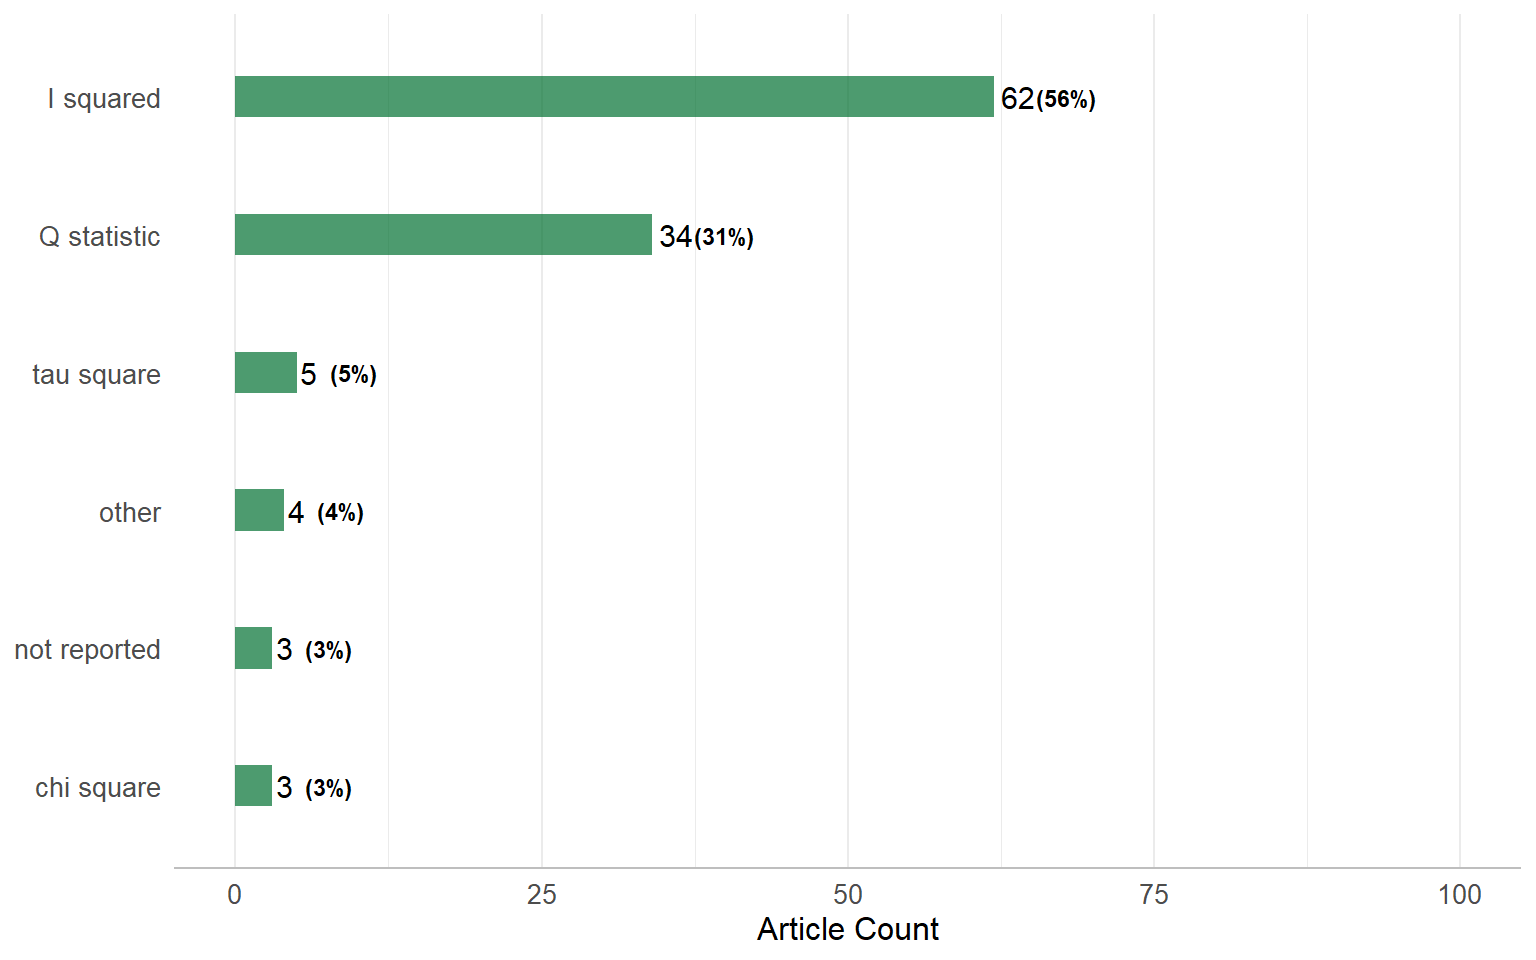 I squared 62(56%)
Q statistic 34(31%)
tau square 5 (5%)
other 4 (4%)
not reported 3 (3%)
chi square 3 (3%)
0 25 50 75 100
Article Count